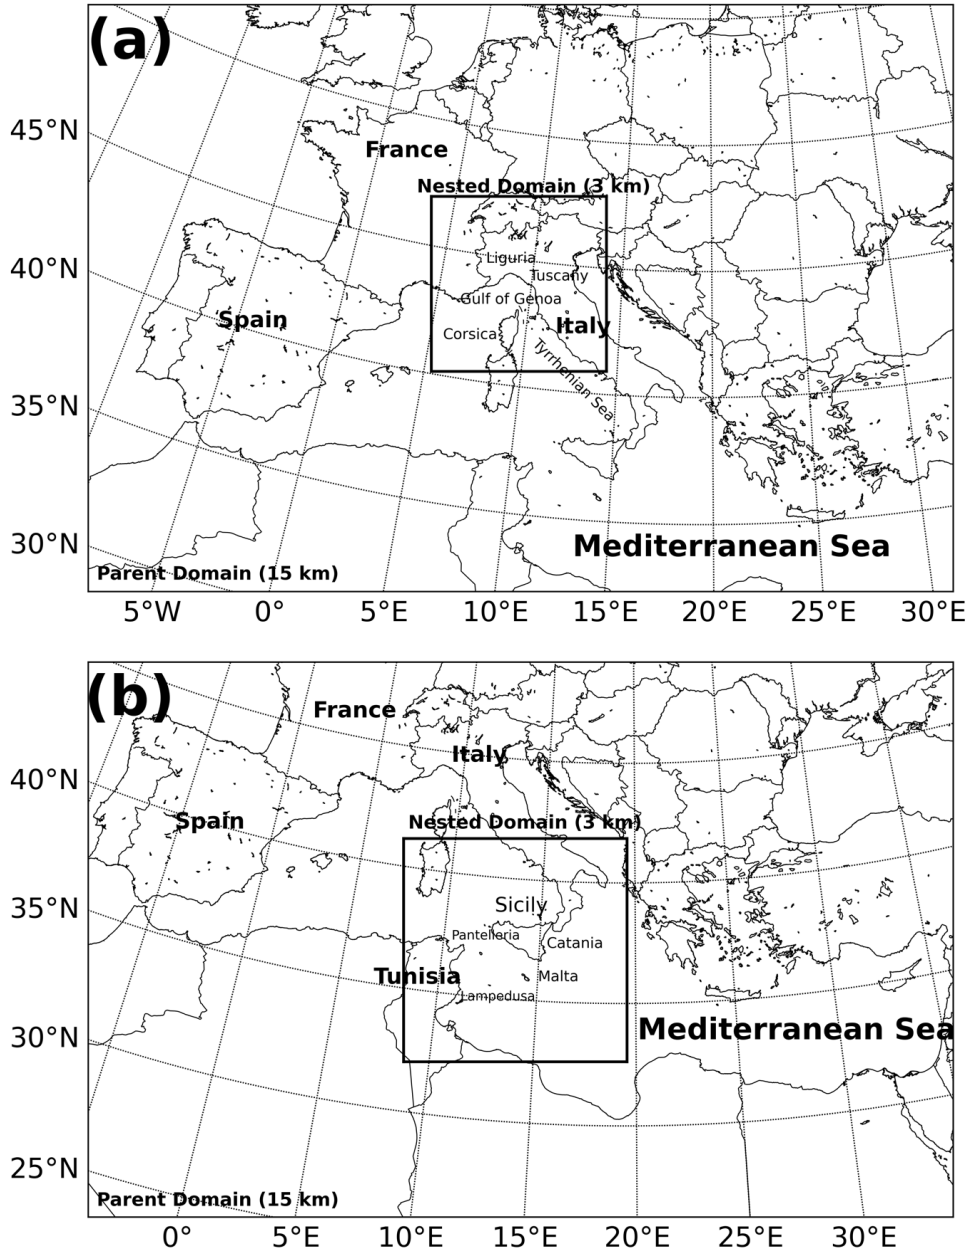 (a)
45°N
France
Nested Domain (3 km)
40°N
Liguria
Tuscany
Gulf of Genoa
Spain
Italy
Corsica
Tyrrhenian Sea
35°N
30°N
Mediterranean Sea
Parent Domain (15 km)
5°W 0° 5°E 10°E 15°E 20°E 25°E 30°E
(b)
France
Italy
40°N
Spain
Nested Domain (3 km)
Sicily
35°N
Pantelleria
Catania
Tunisia
Malta
Lampedusa
Mediterranean Sea
30°N
25°N
Parent Domain (15 km)
0° 5°E 10°E 15°E 20°E 25°E 30°E